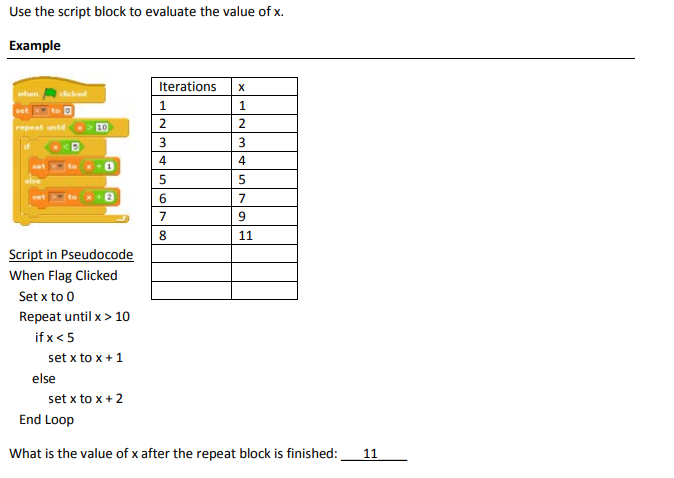 Use the script block to evaluate the value of x.
Example
when clicked
set x to 0
repeat until x > 10
if x < 5
set x to x + 1
else
set x to x + 2
Iterations x
1 1
2 2
3 3
4 4
5 5
6 7
7 9
8 11
Script in Pseudocode
When Flag Clicked
Set x to 0
Repeat until x > 10
if x < 5
set x to x + 1
else
set x to x + 2
End Loop
What is the value of x after the repeat block is finished: ___11____